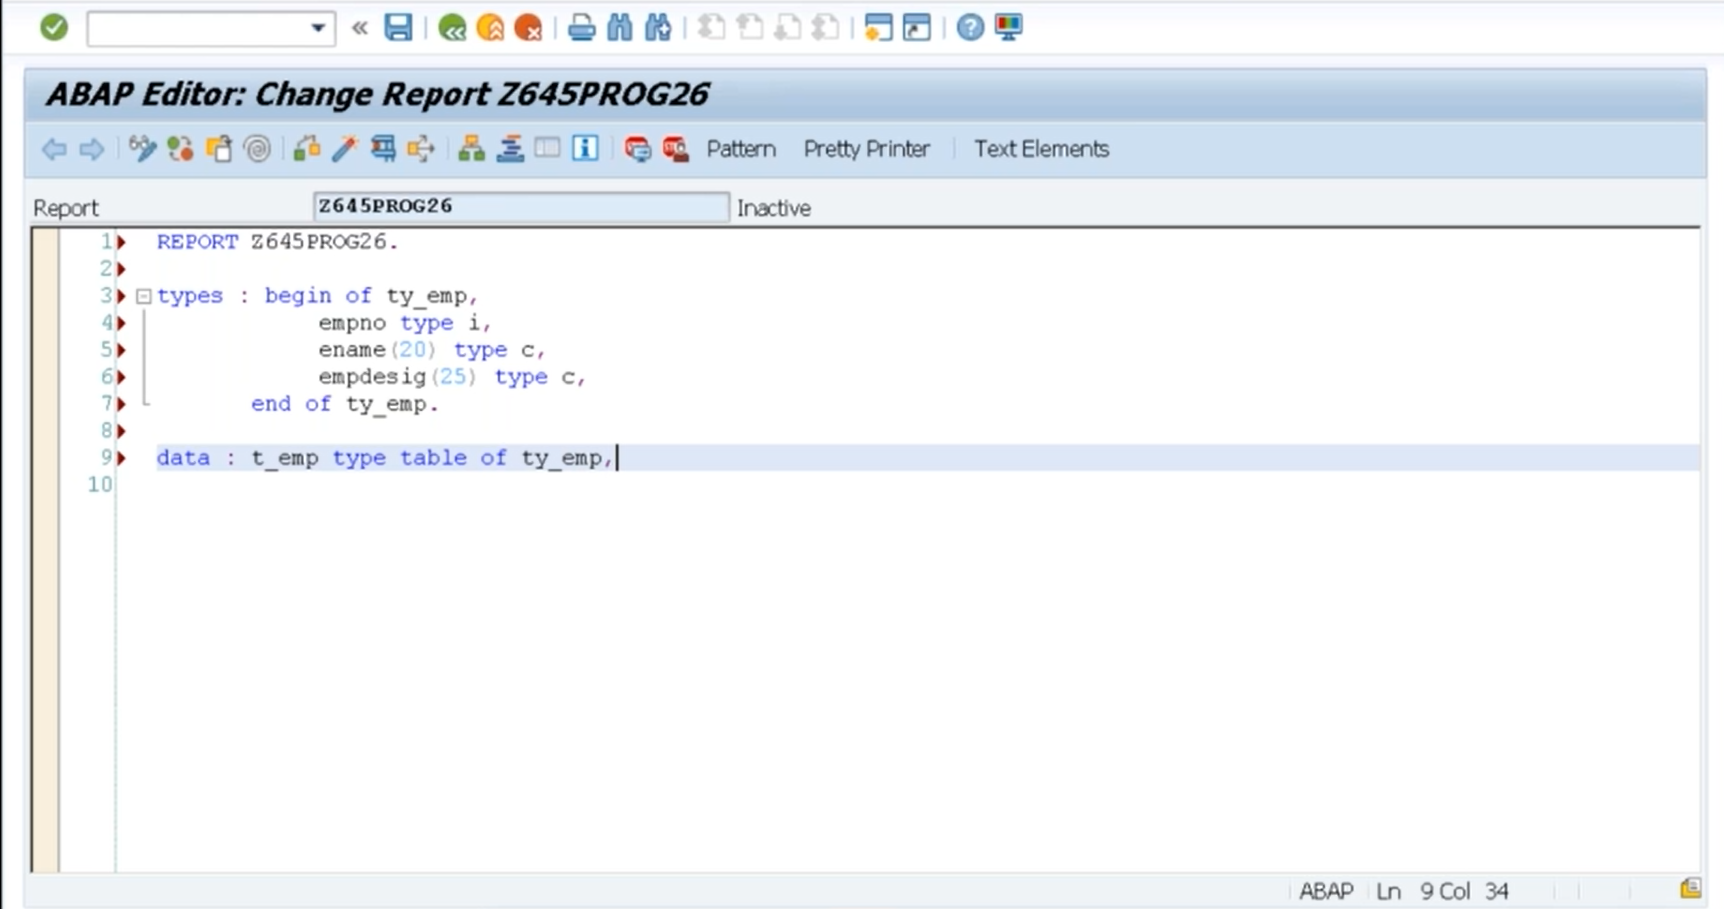 ABAP Editor: Change Report Z645PROG26
Pattern Pretty Printer Text Elements
Report Z645PROG26 Inactive
1 REPORT Z645PROG26.
2
3 types : begin of ty_emp,
4 empno type i,
5 ename(20) type c,
6 empdesig(25) type c,
7 end of ty_emp.
8
9 data : t_emp type table of ty_emp,
10
ABAP Ln 9 Col 34